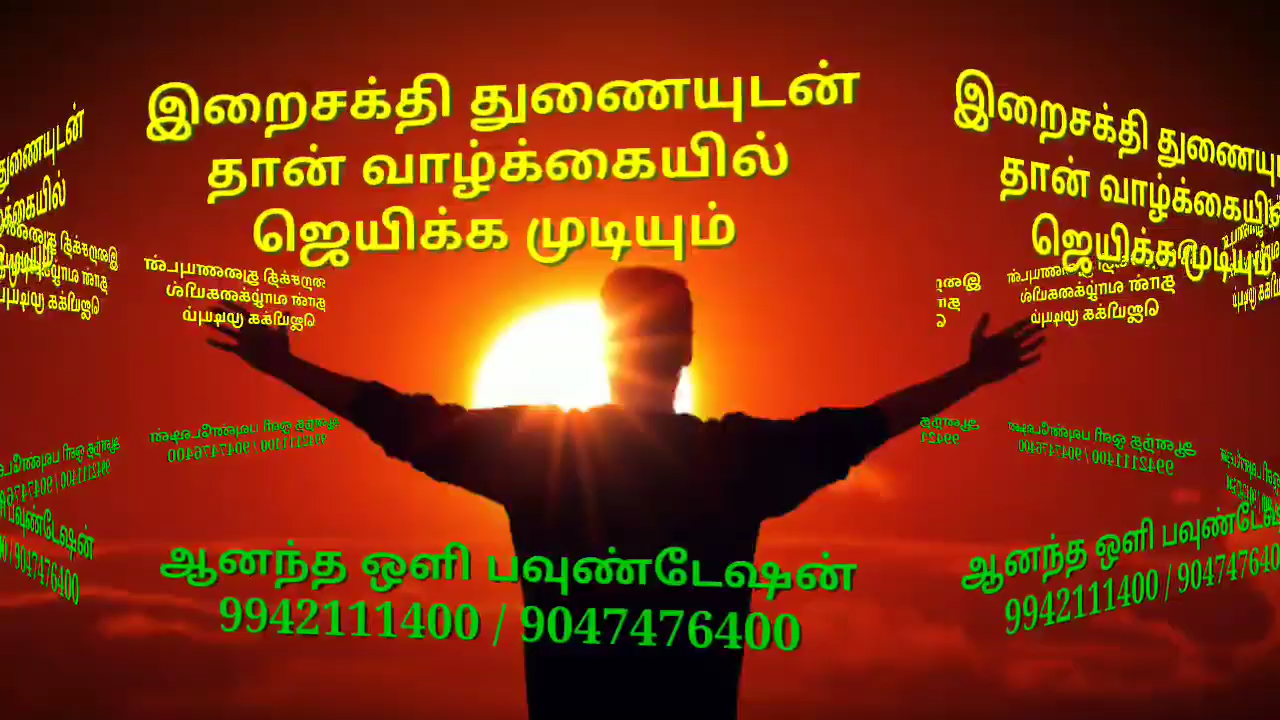 இறைசக்தி துணையுடன்
தான் வாழ்க்கையில்
ஜெயிக்க முடியும்
ஆனந்த ஒளி பவுண்டேஷன்
9942111400 / 9047476400